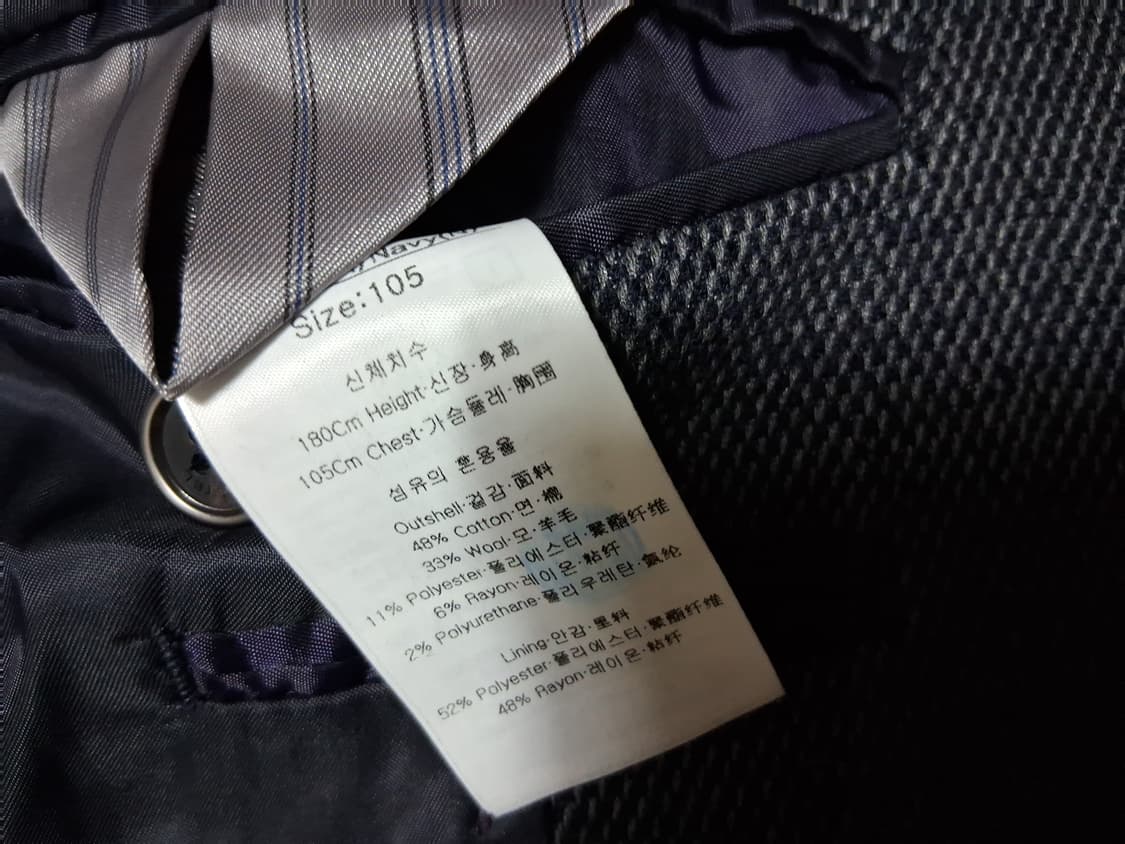 Navy(
Size:105
신체치수
180Cm Height·신장·身高
105Cm Chest·가슴둘레·胸圍
섬유의 혼용율
Outshell·겉감·面料
48% Cotton·면·棉
33% Wool·모·羊毛
11% Polyester·폴리에스터·聚酯纤维
6% Rayon·레이온·粘纤
2% Polyurethane·폴리우레탄·氨纶
Lining·안감·里料
52% Polyester·폴리에스터·聚酯纤维
48% Rayon·레이온·粘纤